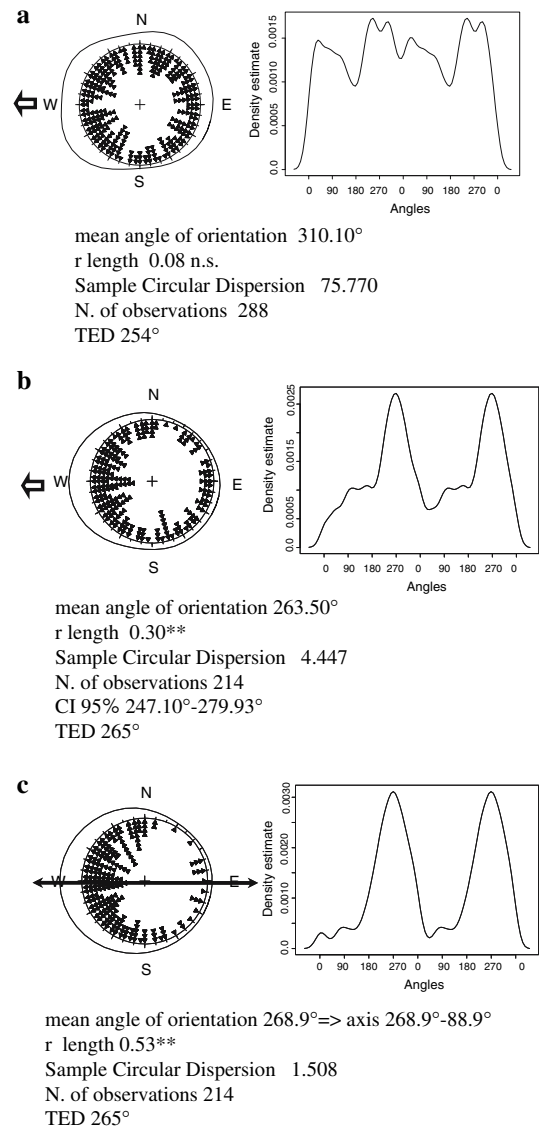 a
N
W
E
S
Density estimate
0.0015
0.0010
0.0005
0.0
0 90 180 270 0 90 180 270 0
Angles
mean angle of orientation 310.10°
r length 0.08 n.s.
Sample Circular Dispersion 75.770
N. of observations 288
TED 254°
b
N
W
E
S
Density estimate
0.0025
0.0015
0.0005
0.0
0 90 180 270 0 90 180 270 0
Angles
mean angle of orientation 263.50°
r length 0.30**
Sample Circular Dispersion 4.447
N. of observations 214
CI 95% 247.10°-279.93°
TED 265°
c
N
W
E
S
Density estimate
0.0030
0.0020
0.0010
0.0
0 90 180 270 0 90 180 270 0
Angles
mean angle of orientation 268.9°=> axis 268.9°-88.9°
r length 0.53**
Sample Circular Dispersion 1.508
N. of observations 214
TED 265°